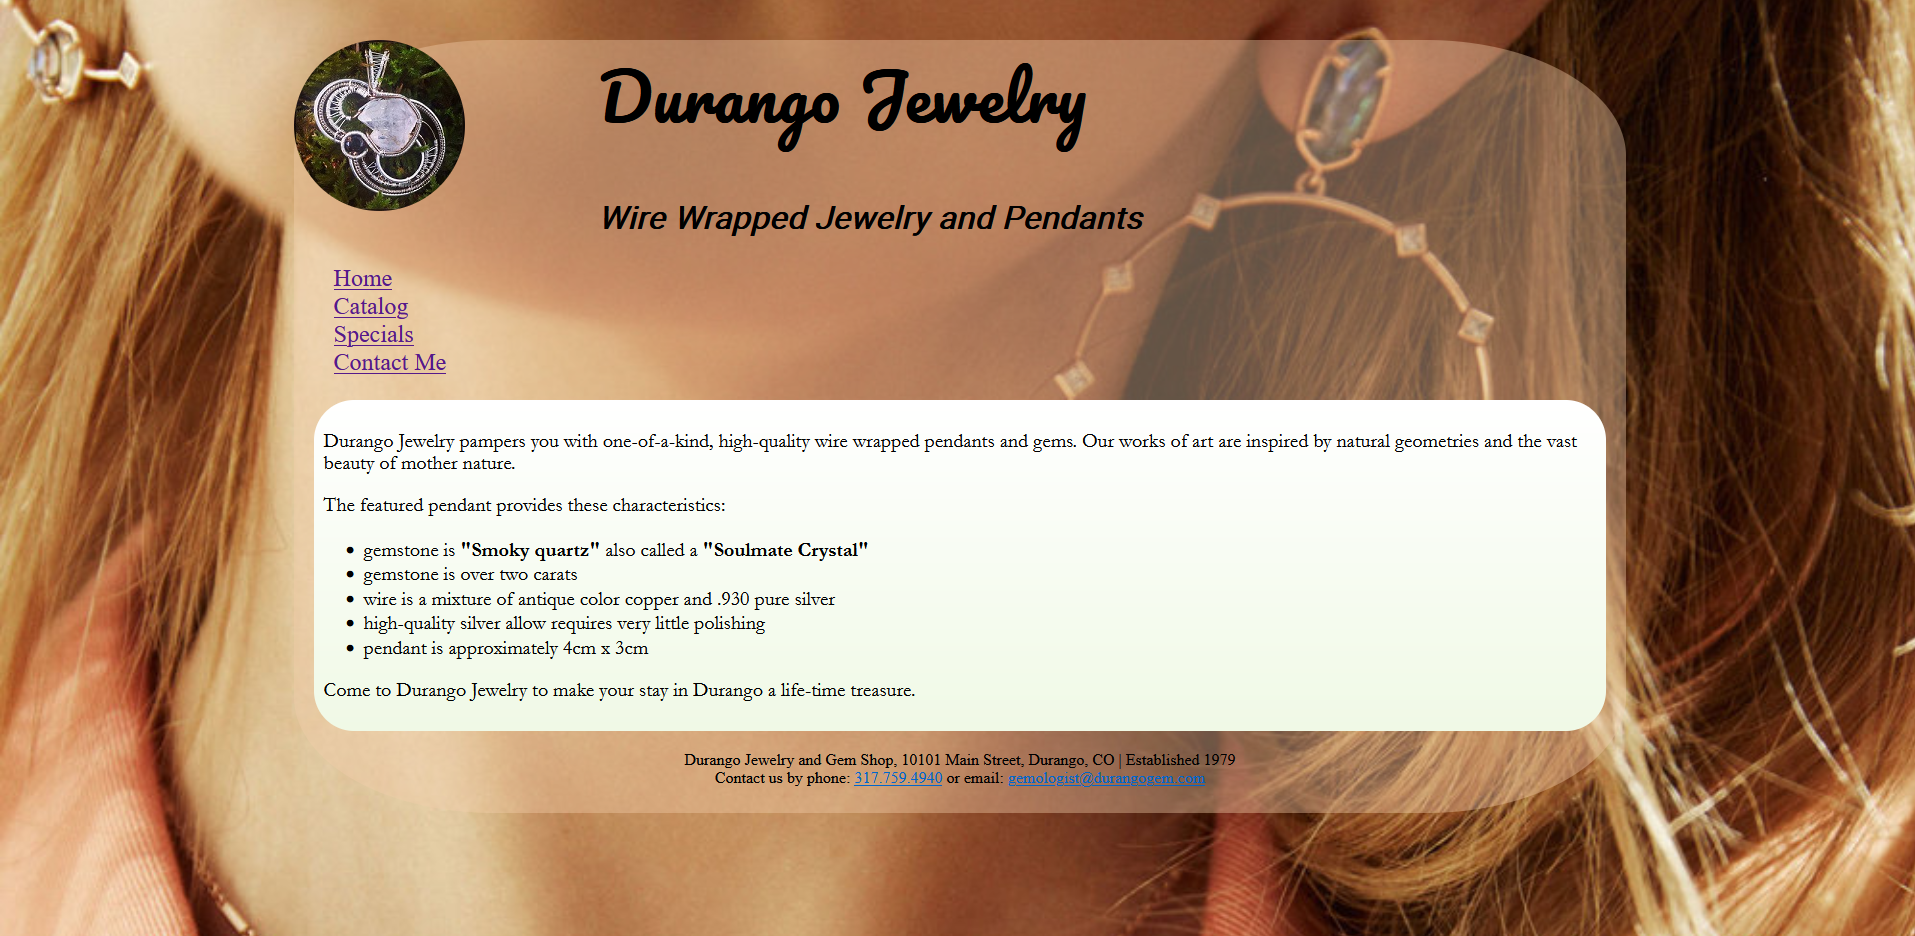 Durango Jewelry
Wire Wrapped Jewelry and Pendants
Home
Catalog
Specials
Contact Me
Durango Jewelry pampers you with one-of-a-kind, high-quality wire wrapped pendants and gems. Our works of art are inspired by natural geometries and the vast
beauty of mother nature.
The featured pendant provides these characteristics:
• gemstone is "Smoky quartz" also called a "Soulmate Crystal"
• gemstone is over two carats
• wire is a mixture of antique color copper and .930 pure silver
• high-quality silver allow requires very little polishing
• pendant is approximately 4cm x 3cm
Come to Durango Jewelry to make your stay in Durango a life-time treasure.
Durango Jewelry and Gem Shop, 10101 Main Street, Durango, CO | Established 1979
Contact us by phone: 317.759.4940 or email: gemologist@durangogem.com